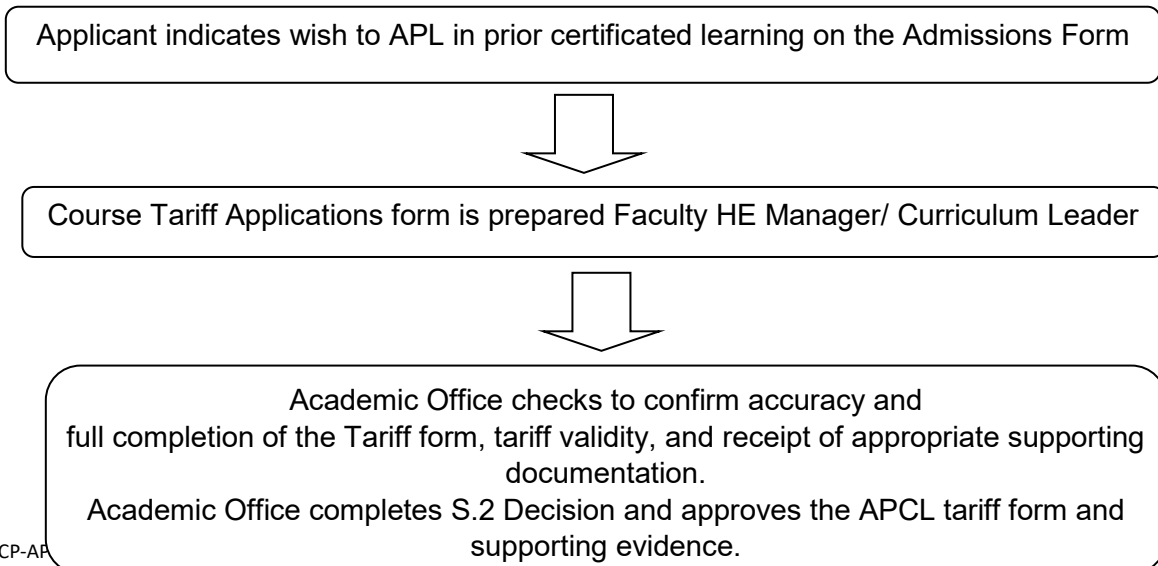 Applicant indicates wish to APL in prior certificated learning on the Admissions Form
Course Tariff Applications form is prepared Faculty HE Manager/ Curriculum Leader
Academic Office checks to confirm accuracy and
full completion of the Tariff form, tariff validity, and receipt of appropriate supporting
documentation.
Academic Office completes S.2 Decision and approves the APCL tariff form and
supporting evidence.